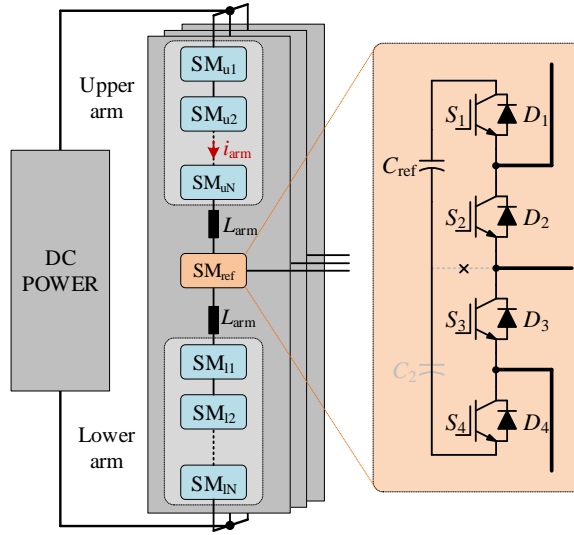 Upper
arm
SMu1
SMu2
iarm
SMuN
Larm
DC
POWER
SMref
Larm
SMl1
SMl2
SMlN
Lower
arm
S1
D1
Cref
S2
D2
S3
D3
C2
S4
D4